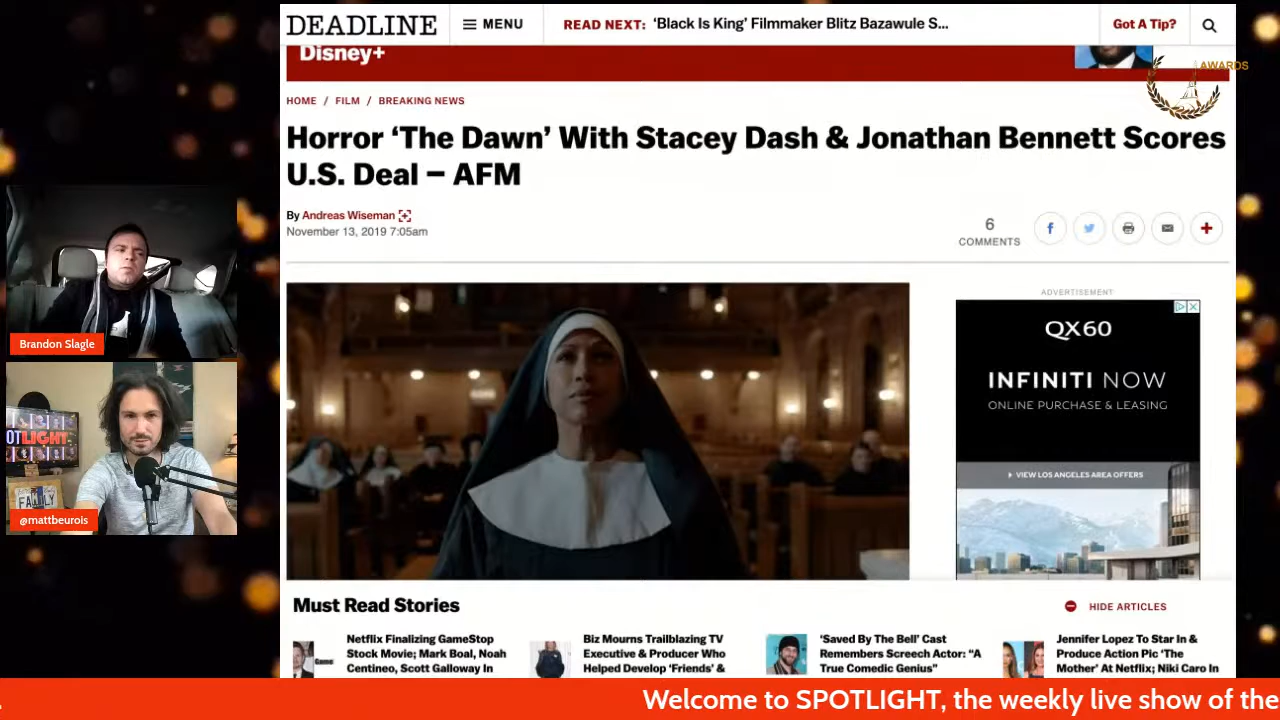 DEADLINE
MENU
READ NEXT: ‘Black Is King’ Filmmaker Blitz Bazawule S...
Got A Tip?
Disney+
AWARDS
HOME / FILM / BREAKING NEWS
Horror ‘The Dawn’ With Stacey Dash & Jonathan Bennett Scores
U.S. Deal – AFM
By Andreas Wiseman
November 13, 2019 7:05am
6
COMMENTS
Brandon Slagle
OTLIGHT
FAMLY
@mattbeurois
ADVERTISEMENT
QX60
INFINITI NOW
ONLINE PURCHASE & LEASING
VIEW LOS ANGELES AREA OFFERS
Must Read Stories
HIDE ARTICLES
Netflix Finalizing GameStop
Stock Movie; Mark Boal, Noah
Centineo, Scott Galloway In
Biz Mourns Trailblazing TV
Executive & Producer Who
Helped Develop ‘Friends’ &
‘Saved By The Bell’ Cast
Remembers Screech Actor: “A
True Comedic Genius”
Jennifer Lopez To Star In &
Produce Action Pic ‘The
Mother’ At Netflix; Niki Caro In
. Welcome to SPOTLIGHT, the weekly live show of the